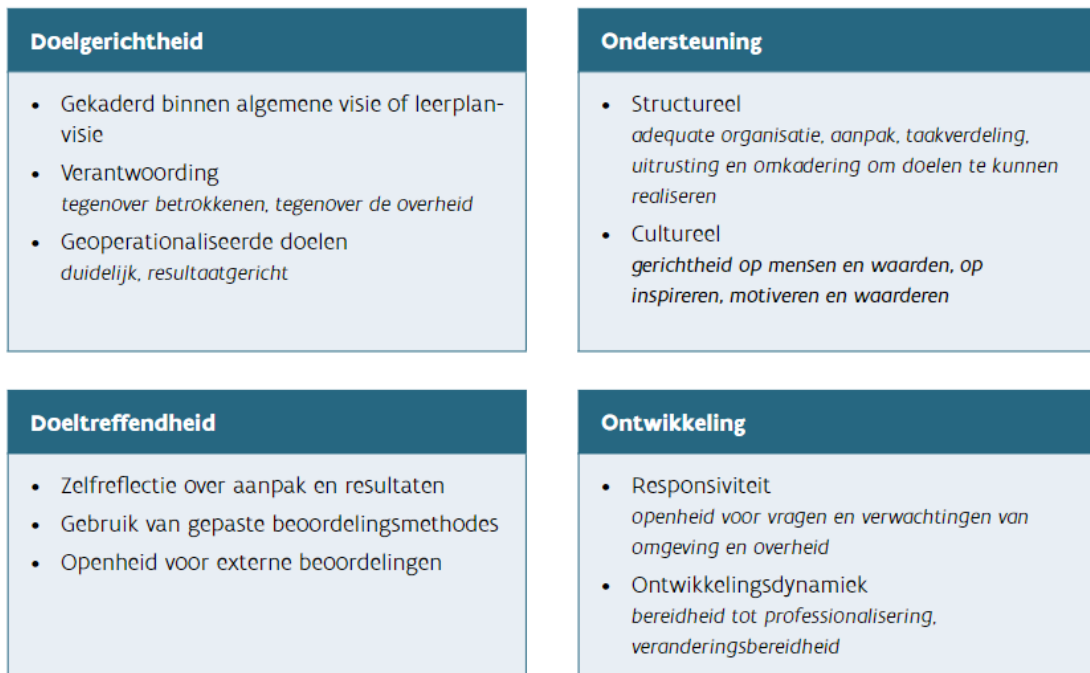 Doelgerichtheid
• Gekaderd binnen algemene visie of leerplan-
visie
• Verantwoording
tegenover betrokkenen, tegenover de overheid
• Geoperationaliseerde doelen
duidelijk, resultaatgericht
Ondersteuning
• Structureel
adequate organisatie, aanpak, taakverdeling,
uitrusting en omkadering om doelen te kunnen
realiseren
• Cultureel
gerichtheid op mensen en waarden, op
inspireren, motiveren en waarderen
Doeltreffendheid
• Zelfreflectie over aanpak en resultaten
• Gebruik van gepaste beoordelingsmethodes
• Openheid voor externe beoordelingen
Ontwikkeling
• Responsiviteit
openheid voor vragen en verwachtingen van
omgeving en overheid
• Ontwikkelingsdynamiek
bereidheid tot professionalisering,
veranderingsbereidheid